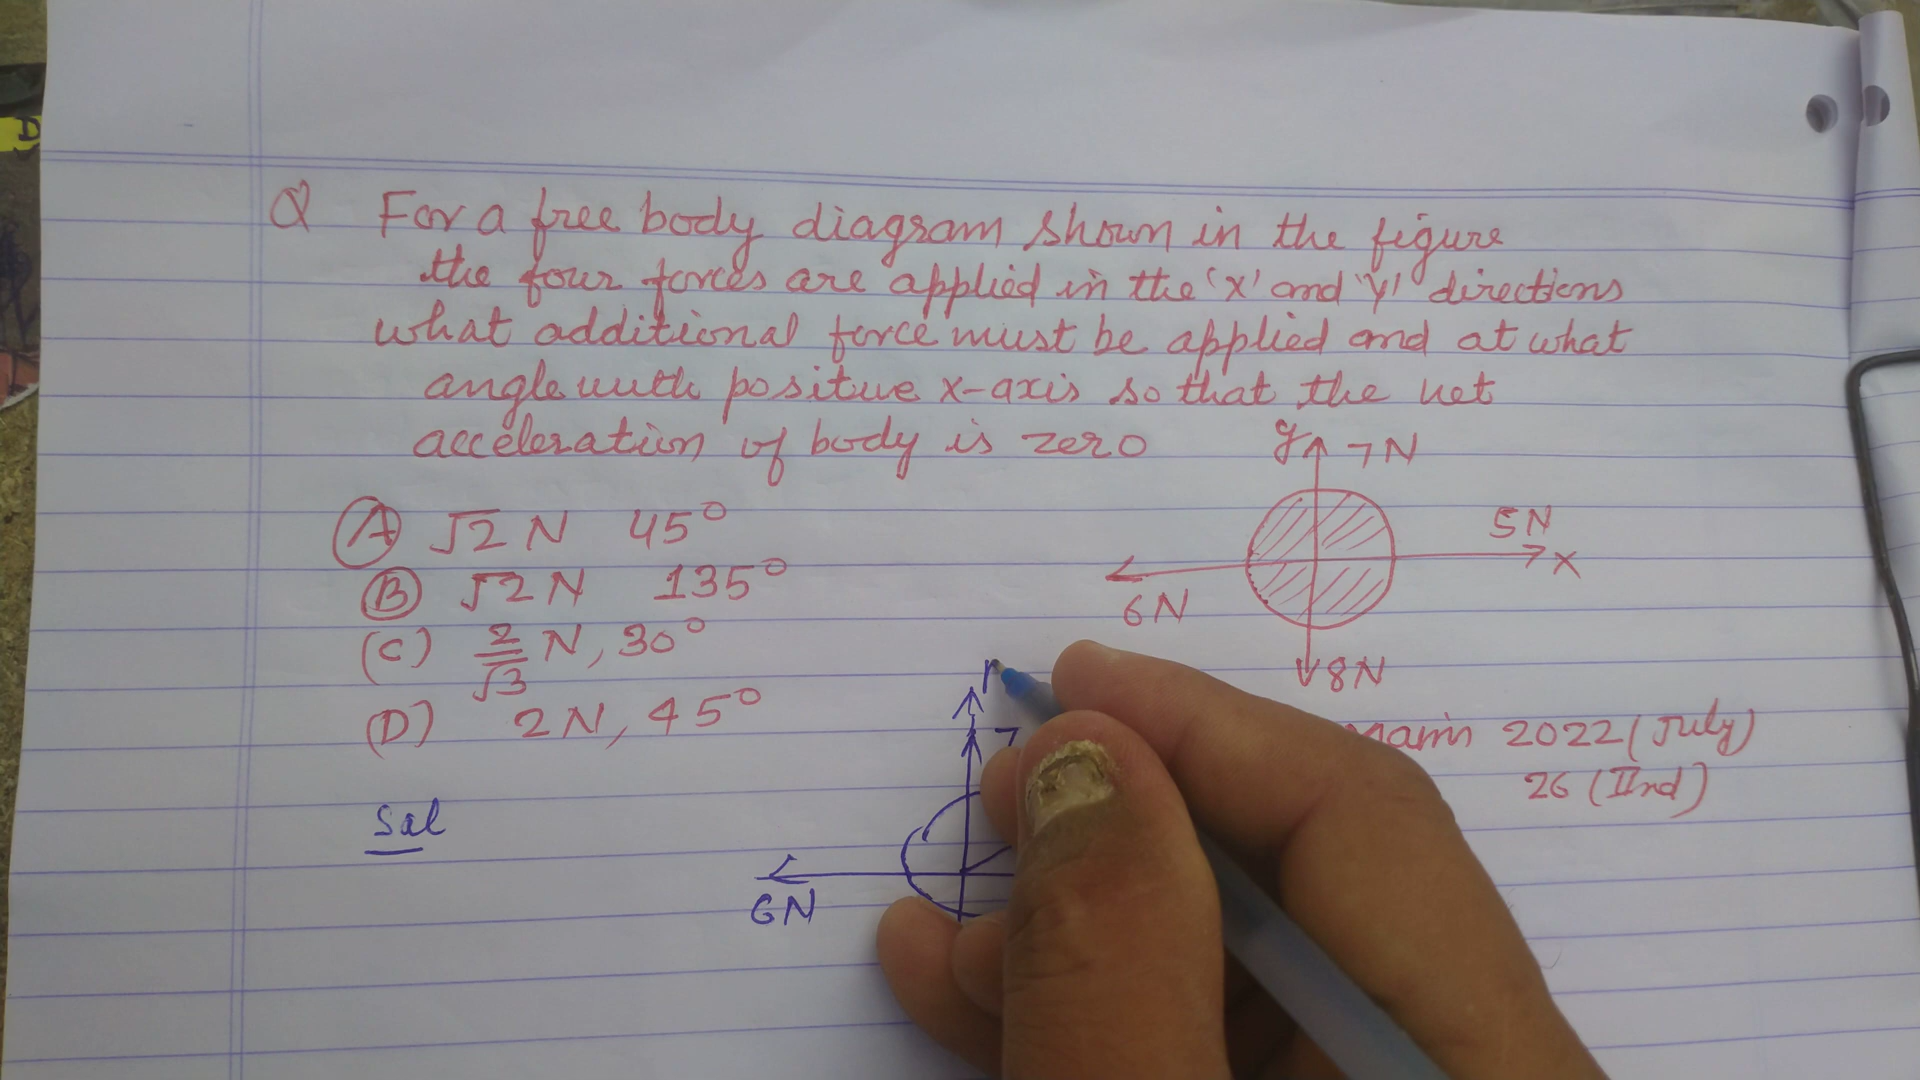 Q For a free body diagram shown in the figure
the four forces are applied in the 'x' and 'y' directions
what additional force must be applied and at what
angle with positive x-axis so that the net
acceleration of body is zero
y 7N
(A) √2 N 45°
5N
x
(B) √2 N 135°
6N
(C) 2/√3 N, 30°
8N
(D) 2N, 45°
main 2022 (July)
26 (IInd)
Sol
7
6N
D